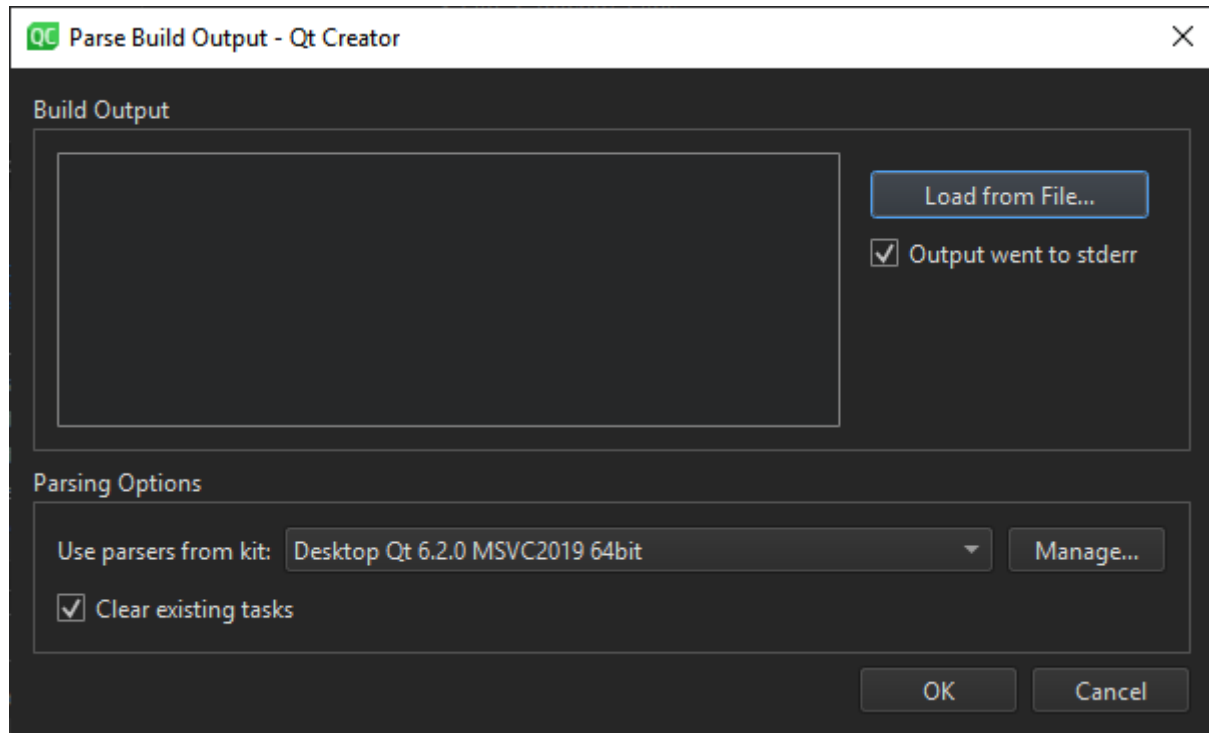 QC Parse Build Output - Qt Creator
Build Output
Load from File...
Output went to stderr
Parsing Options
Use parsers from kit: Desktop Qt 6.2.0 MSVC2019 64bit Manage...
Clear existing tasks
OK Cancel